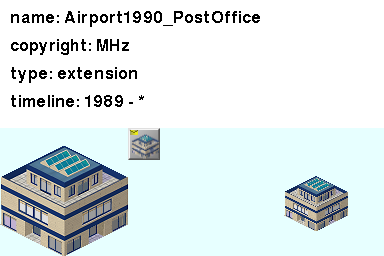 name: Airport1990_PostOffice
copyright: MHz
type: extension
timeline: 1989 - *